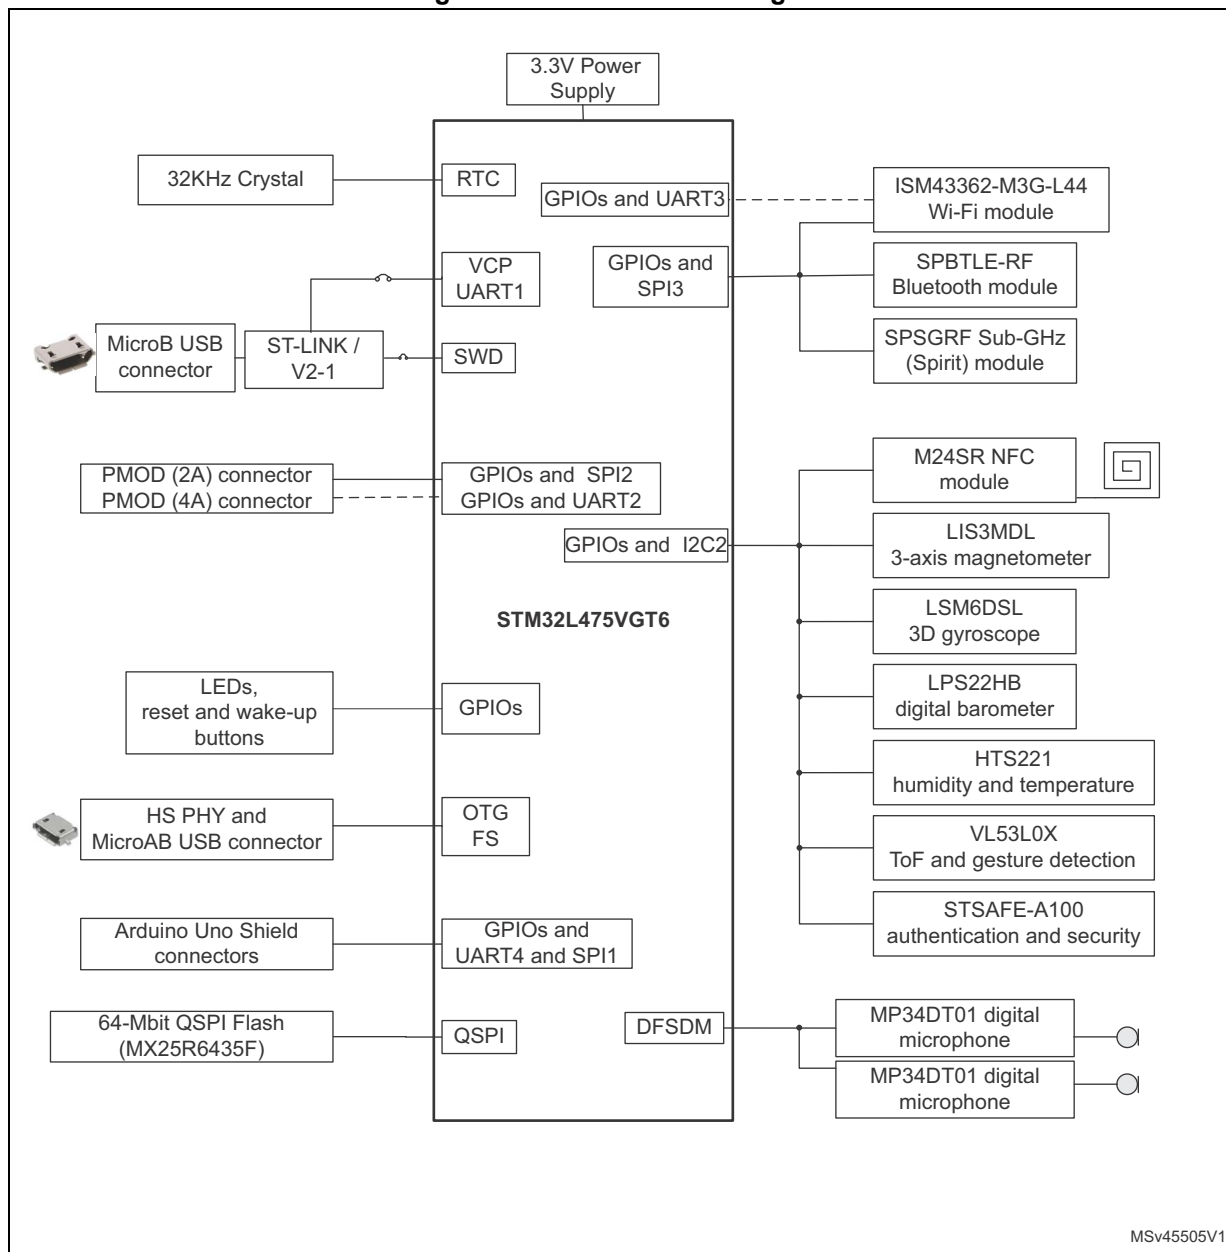 3.3V Power
Supply
32KHz Crystal
RTC
GPIOs and UART3
ISM43362-M3G-L44
Wi-Fi module
VCP
UART1
GPIOs and
SPI3
SPBTLE-RF
Bluetooth module
MicroB USB
connector
ST-LINK /
V2-1
SWD
SPSGRF Sub-GHz
(Spirit) module
PMOD (2A) connector
PMOD (4A) connector
GPIOs and SPI2
GPIOs and UART2
M24SR NFC
module
GPIOs and I2C2
LIS3MDL
3-axis magnetometer
STM32L475VGT6
LSM6DSL
3D gyroscope
LEDs,
reset and wake-up
buttons
GPIOs
LPS22HB
digital barometer
HTS221
humidity and temperature
HS PHY and
MicroAB USB connector
OTG
FS
VL53L0X
ToF and gesture detection
Arduino Uno Shield
connectors
GPIOs and
UART4 and SPI1
STSAFE-A100
authentication and security
64-Mbit QSPI Flash
(MX25R6435F)
QSPI
DFSDM
MP34DT01 digital
microphone
MP34DT01 digital
microphone
MSv45505V1